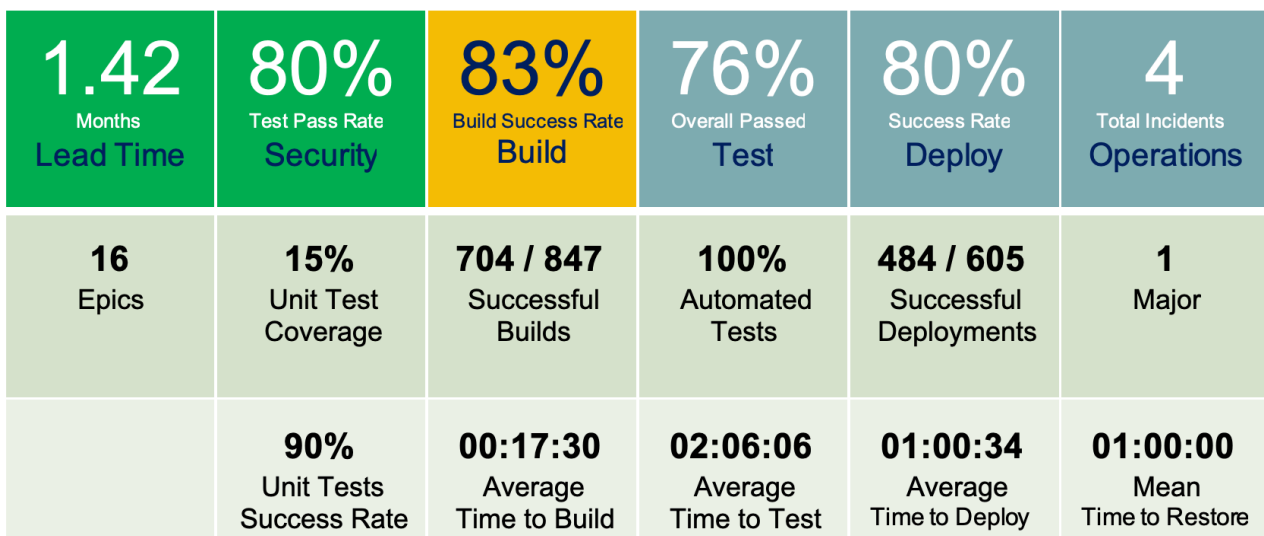 1.42
Months
Lead Time
80%
Test Pass Rate
Security
83%
Build Success Rate
Build
76%
Overall Passed
Test
80%
Success Rate
Deploy
4
Total Incidents
Operations
16
Epics
15%
Unit Test
Coverage
704 / 847
Successful
Builds
100%
Automated
Tests
484 / 605
Successful
Deployments
1
Major
90%
Unit Tests
Success Rate
00:17:30
Average
Time to Build
02:06:06
Average
Time to Test
01:00:34
Average
Time to Deploy
01:00:00
Mean
Time to Restore